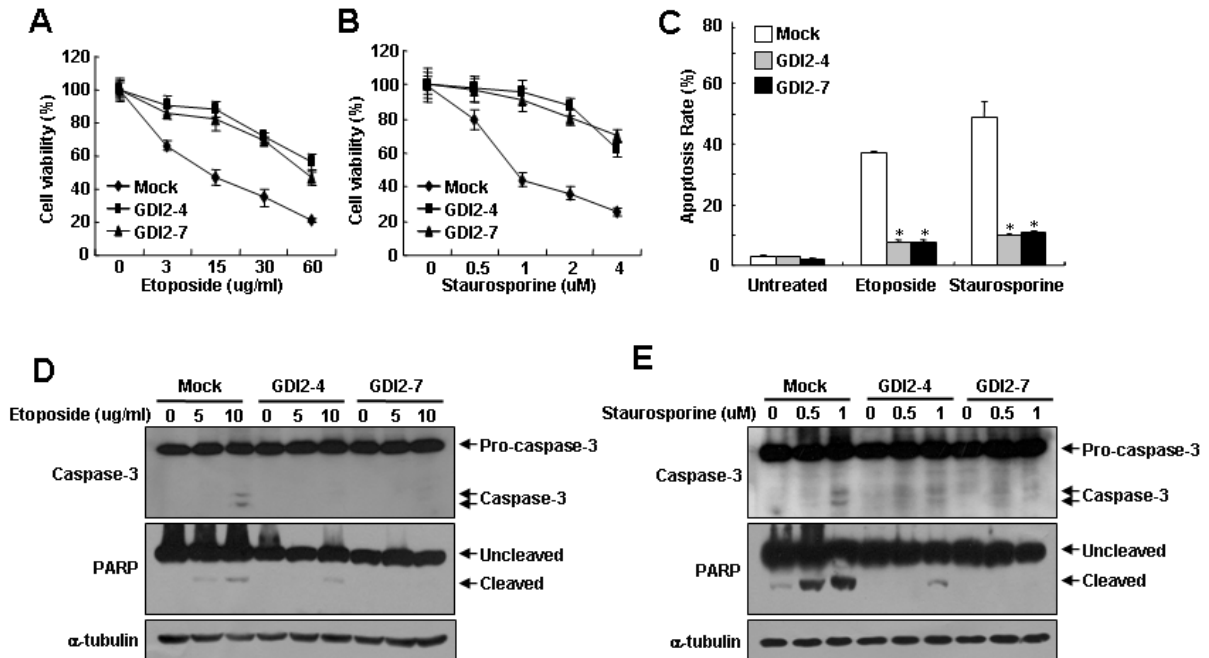 A
120
100
80
60
40
20
0
Cell viability (%)
Mock
GDI2-4
GDI2-7
0 3 15 30 60
Etoposide (ug/ml)
B
120
100
80
60
40
20
0
Cell viability (%)
Mock
GDI2-4
GDI2-7
0 0.5 1 2 4
Staurosporine (uM)
C
80
60
40
20
0
Apoptosis Rate (%)
Mock
GDI2-4
GDI2-7
* * * *
Untreated Etoposide Staurosporine
D
Mock GDI2-4 GDI2-7
Etoposide (ug/ml) 0 5 10 0 5 10 0 5 10
Caspase-3
Pro-caspase-3
Caspase-3
PARP
Uncleaved
Cleaved
α-tubulin
E
Mock GDI2-4 GDI2-7
Staurosporine (uM) 0 0.5 1 0 0.5 1 0 0.5 1
Caspase-3
Pro-caspase-3
Caspase-3
PARP
Uncleaved
Cleaved
α-tubulin